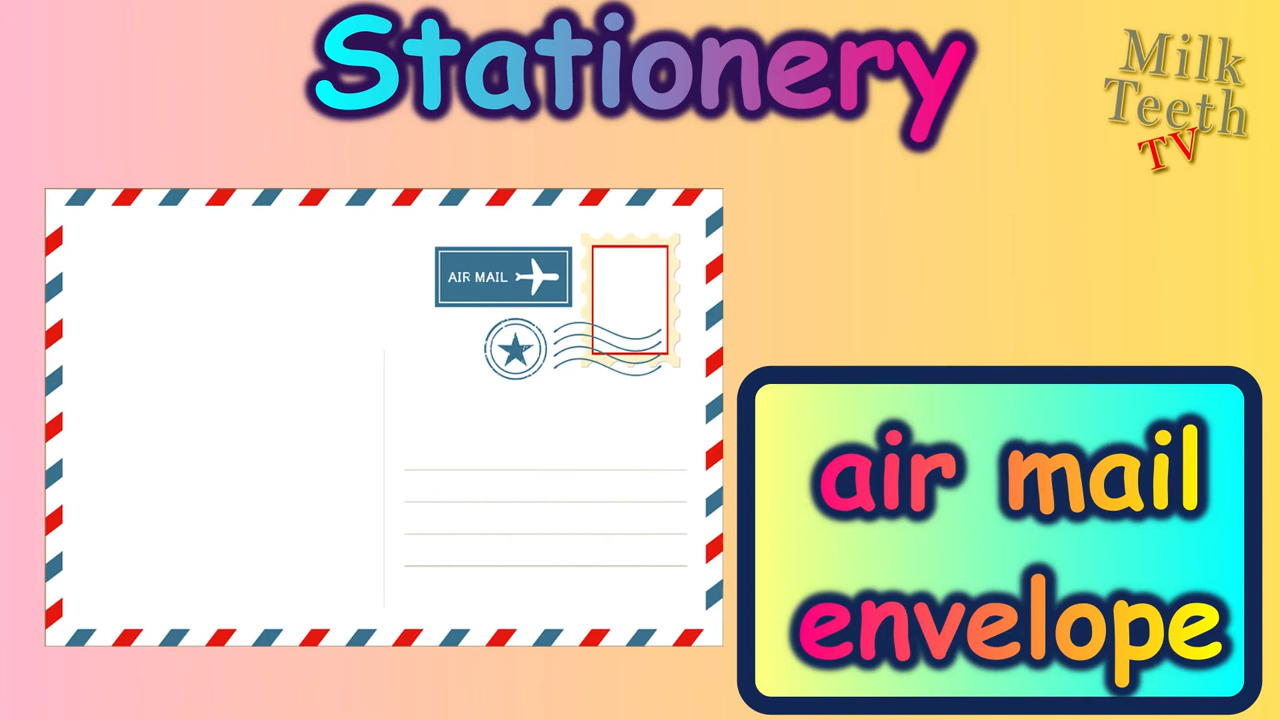 Stationery
Milk
Teeth
TV
AIR MAIL
air mail
envelope